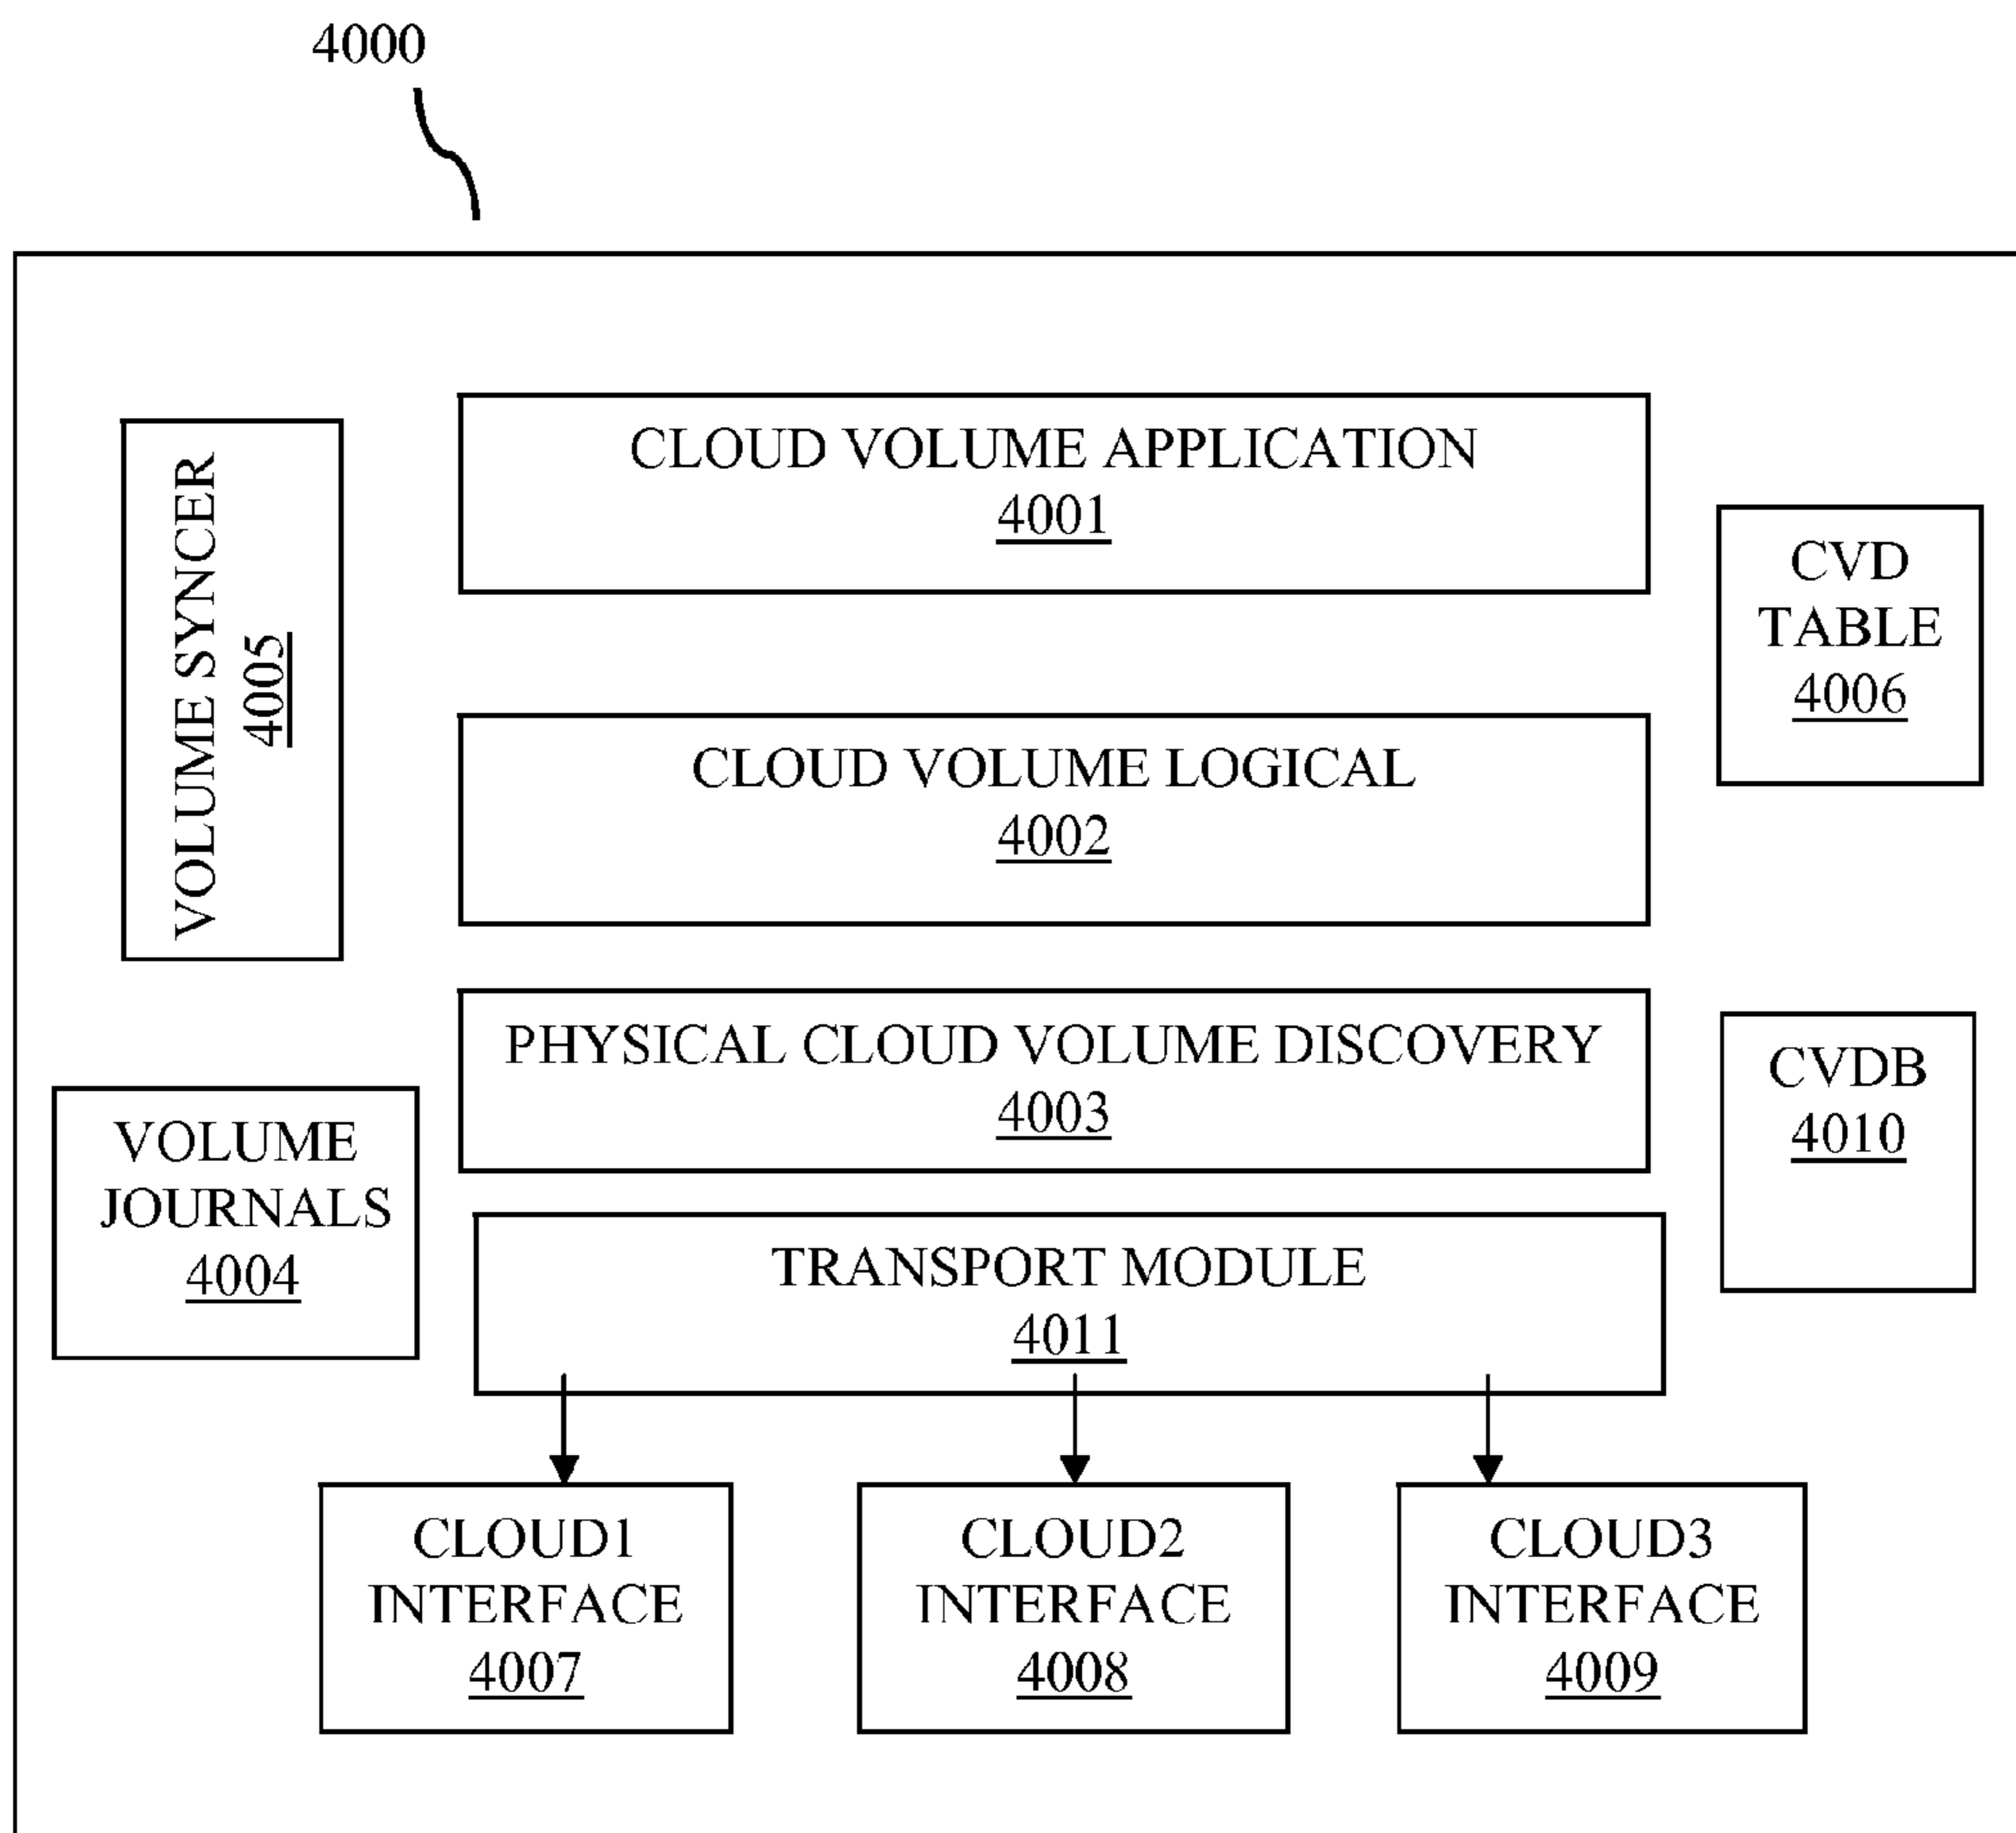 4000
CLOUD VOLUME APPLICATION
4001
VOLUME SYNCER
4005
CVD
TABLE
4006
CLOUD VOLUME LOGICAL
4002
PHYSICAL CLOUD VOLUME DISCOVERY
4003
CVDB
4010
VOLUME
JOURNALS
4004
TRANSPORT MODULE
4011
CLOUD1
INTERFACE
4007
CLOUD2
INTERFACE
4008
CLOUD3
INTERFACE
4009